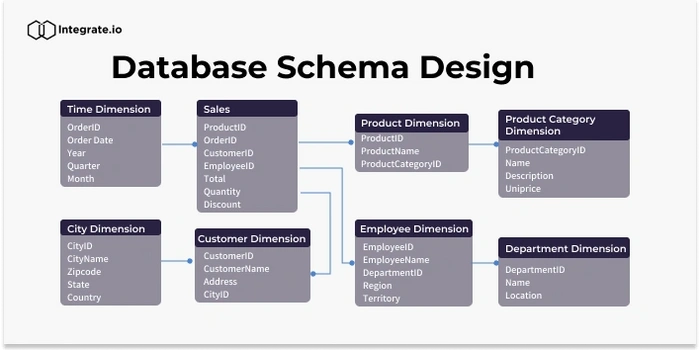 Integrate.io
Database Schema Design
Time Dimension
OrderID
Order Date
Year
Quarter
Month
Sales
ProductID
OrderID
CustomerID
EmployeeID
Total
Quantity
Discount
Product Dimension
ProductID
ProductName
ProductCategoryID
Product Category
Dimension
ProductCategoryID
Name
Description
Uniprice
City Dimension
CityID
CityName
Zipcode
State
Country
Customer Dimension
CustomerID
CustomerName
Address
CityID
Employee Dimension
EmployeeID
EmployeeName
DepartmentID
Region
Territory
Department Dimension
DepartmentID
Name
Location